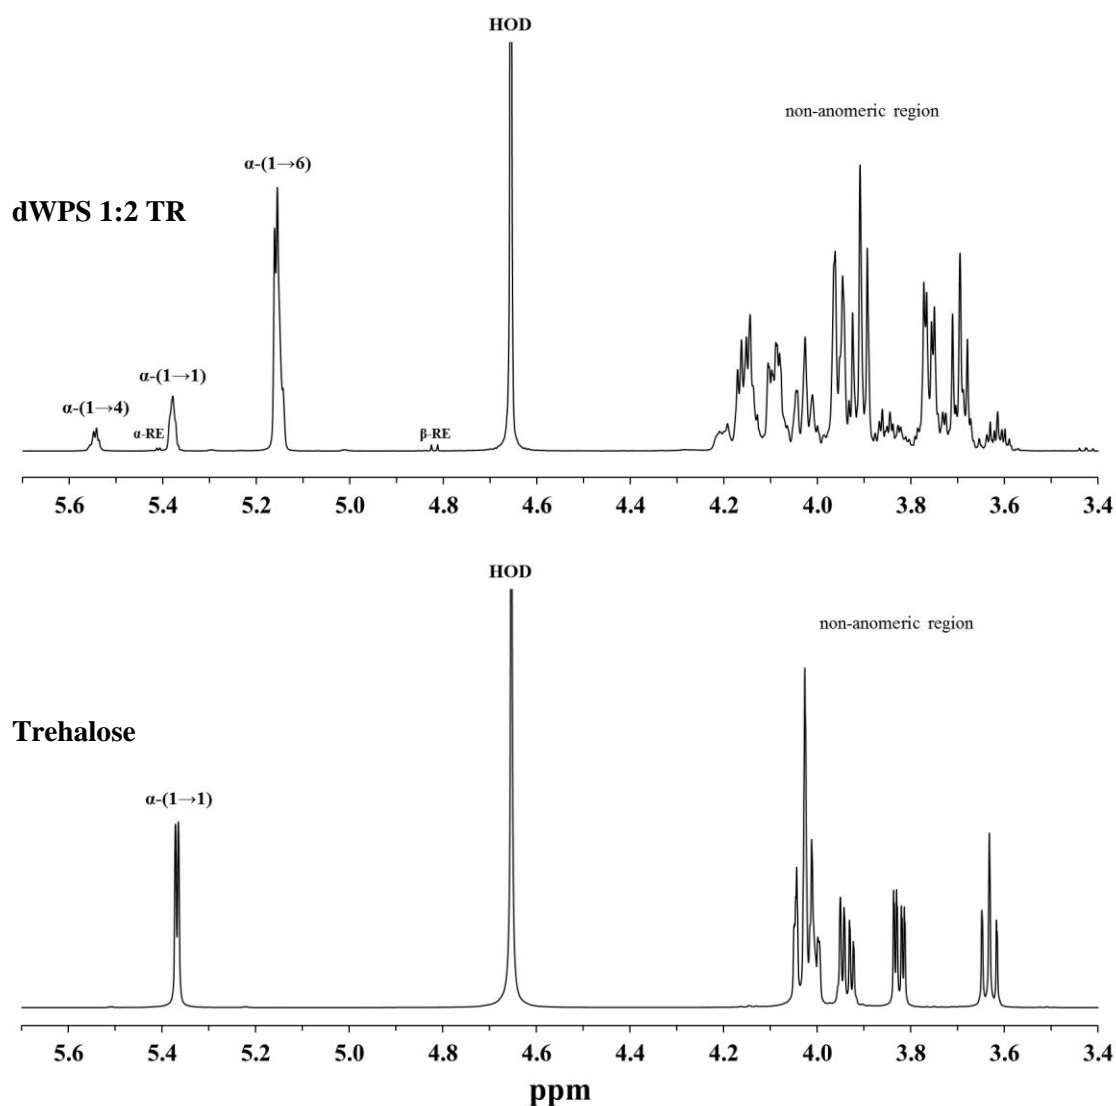 HOD
non-anomeric region
α-(1→6)
dWPS 1:2 TR
α-(1→1)
α-(1→4)
α-RE
β-RE
5.6 5.4 5.2 5.0 4.8 4.6 4.4 4.2 4.0 3.8 3.6 3.4
HOD
non-anomeric region
Trehalose
α-(1→1)
5.6 5.4 5.2 5.0 4.8 4.6 4.4 4.2 4.0 3.8 3.6 3.4
ppm